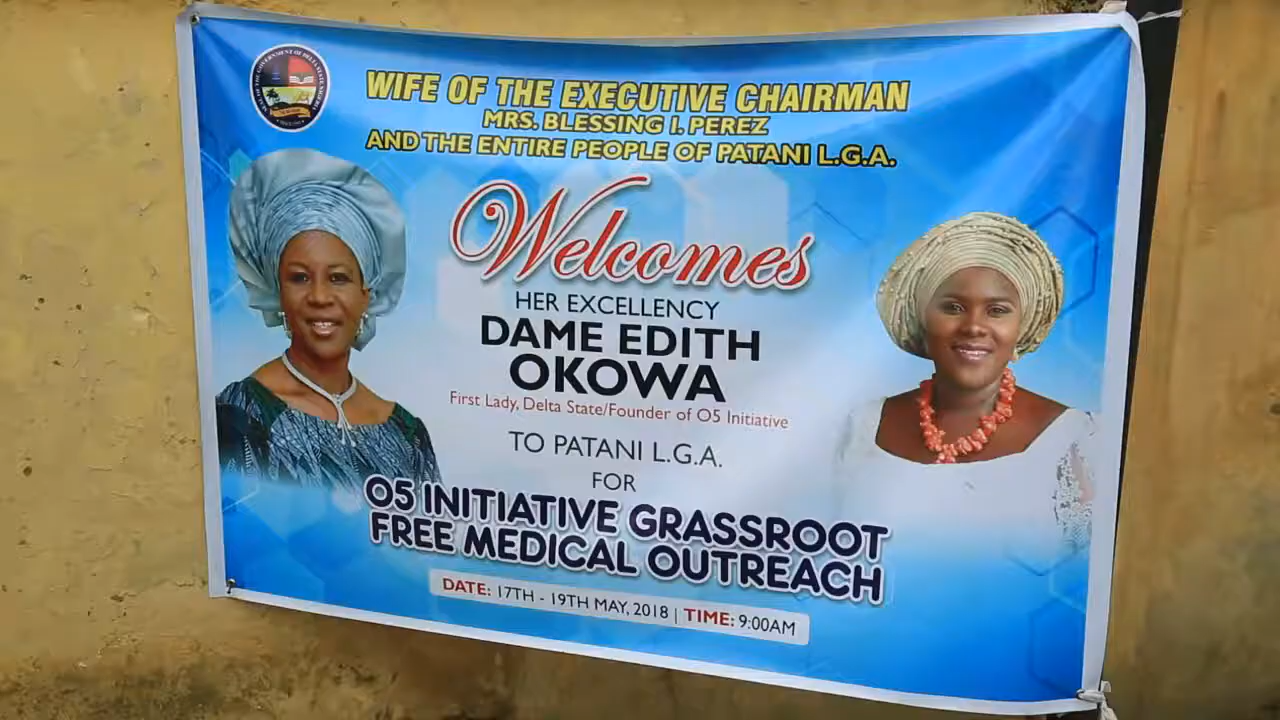 WIFE OF THE EXECUTIVE CHAIRMAN
MRS. BLESSING I. PEREZ
AND THE ENTIRE PEOPLE OF PATANI L.G.A.
Welcomes
HER EXCELLENCY
DAME EDITH
OKOWA
First Lady, Delta State/Founder of O5 Initiative
TO PATANI L.G.A.
FOR
O5 INITIATIVE GRASSROOT
FREE MEDICAL OUTREACH
DATE: 17TH - 19TH MAY, 2018 | TIME: 9:00AM